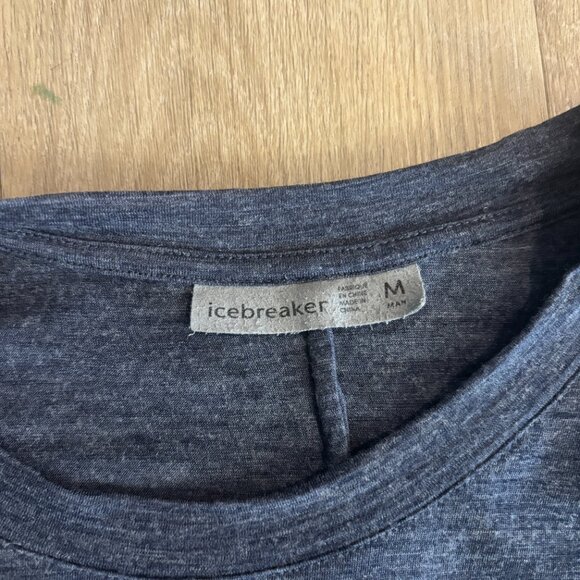 icebreaker
FABRIQUÉ
EN CHINE
MADE IN
CHINA
M
MAN